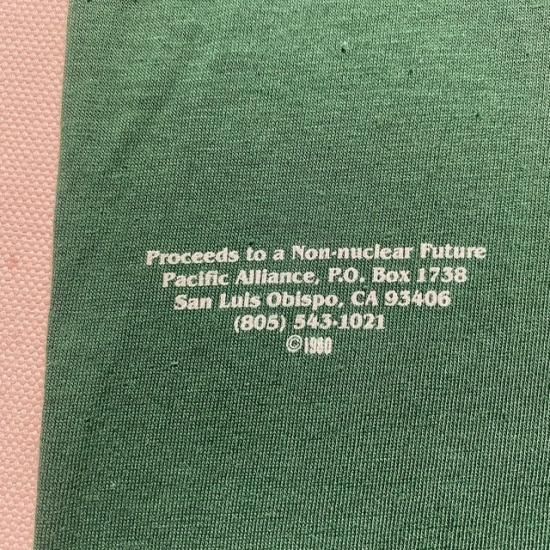 Proceeds to a Non-nuclear Future
Pacific Alliance, P.O. Box 1738
San Luis Obispo, CA 93406
(805) 543-1021
©1980